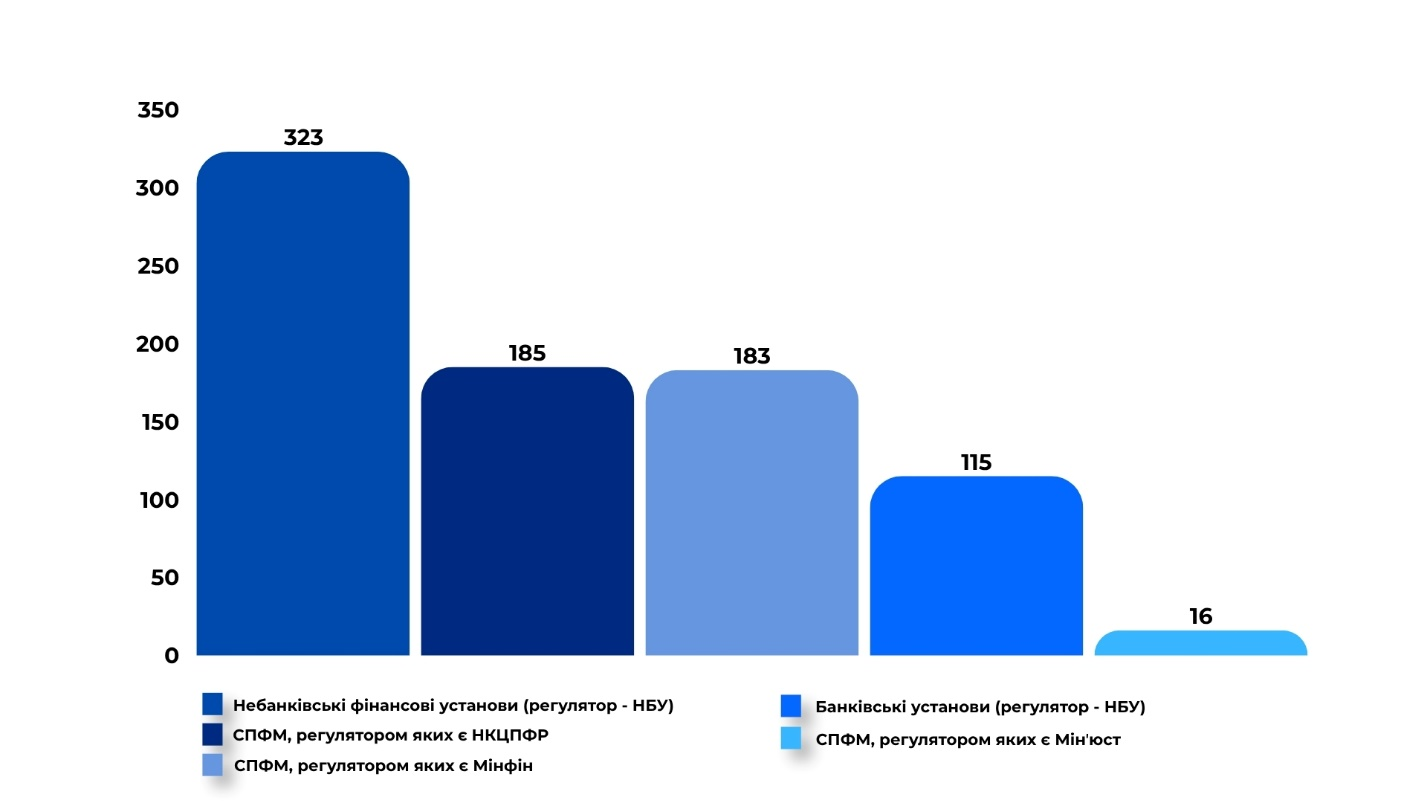 350
323
300
250
200
185
183
150
115
100
50
16
0
Небанківські фінансові установи (регулятор - НБУ)
СПФМ, регулятором яких є НКЦПФР
СПФМ, регулятором яких є Мінфін
Банківські установи (регулятор - НБУ)
СПФМ, регулятором яких є Мін'юст